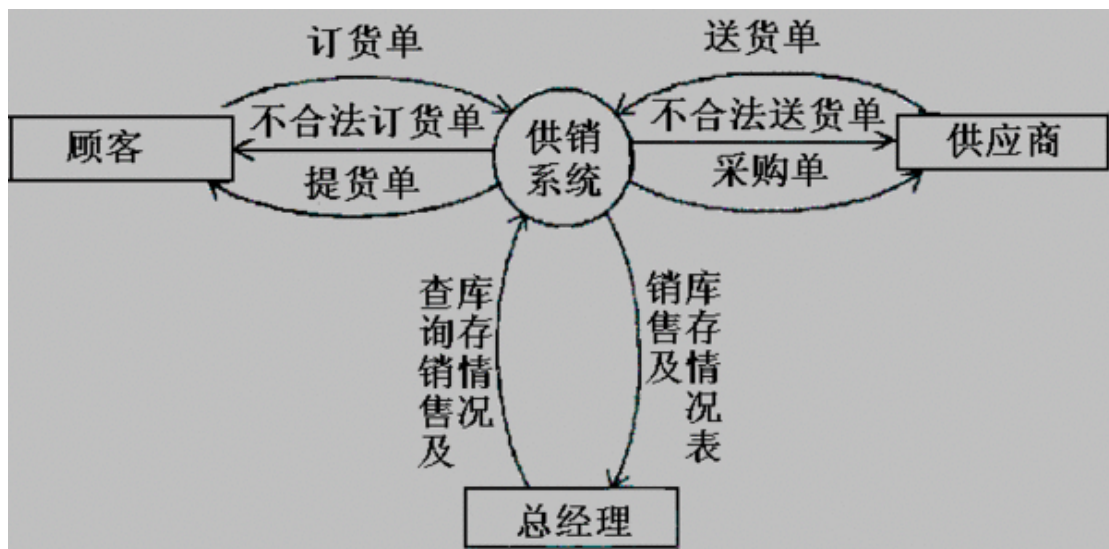 订货单
送货单
不合法订货单
不合法送货单
顾客
供销
系统
供应商
提货单
采购单
查询销售及
库存情况
销售及
库存情况表
总经理